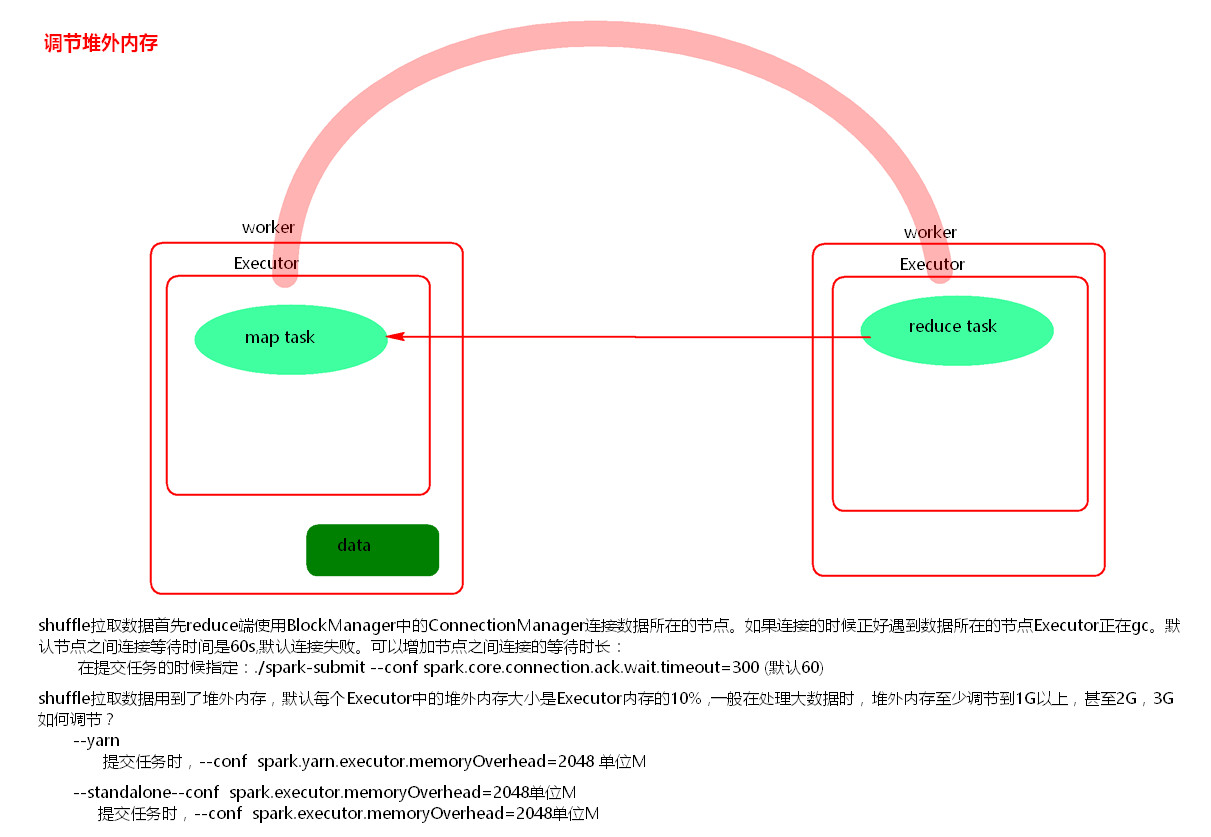 调节堆外内存
worker
worker
Executor
Executor
map task
reduce task
data
shuffle拉取数据首先reduce端使用BlockManager中的ConnectionManager连接数据所在的节点。如果连接的时候正好遇到数据所在的节点Executor正在gc。默
认节点之间连接等待时间是60s,默认连接失败。可以增加节点之间连接的等待时长：
在提交任务的时候指定：./spark-submit --conf spark.core.connection.ack.wait.timeout=300 (默认60)
shuffle拉取数据用到了堆外内存，默认每个Executor中的堆外内存大小是Executor内存的10% ,一般在处理大数据时，堆外内存至少调节到1G以上，甚至2G，3G
如何调节？
--yarn
提交任务时，--conf  spark.yarn.executor.memoryOverhead=2048 单位M
--standalone--conf  spark.executor.memoryOverhead=2048单位M
提交任务时，--conf  spark.executor.memoryOverhead=2048单位M